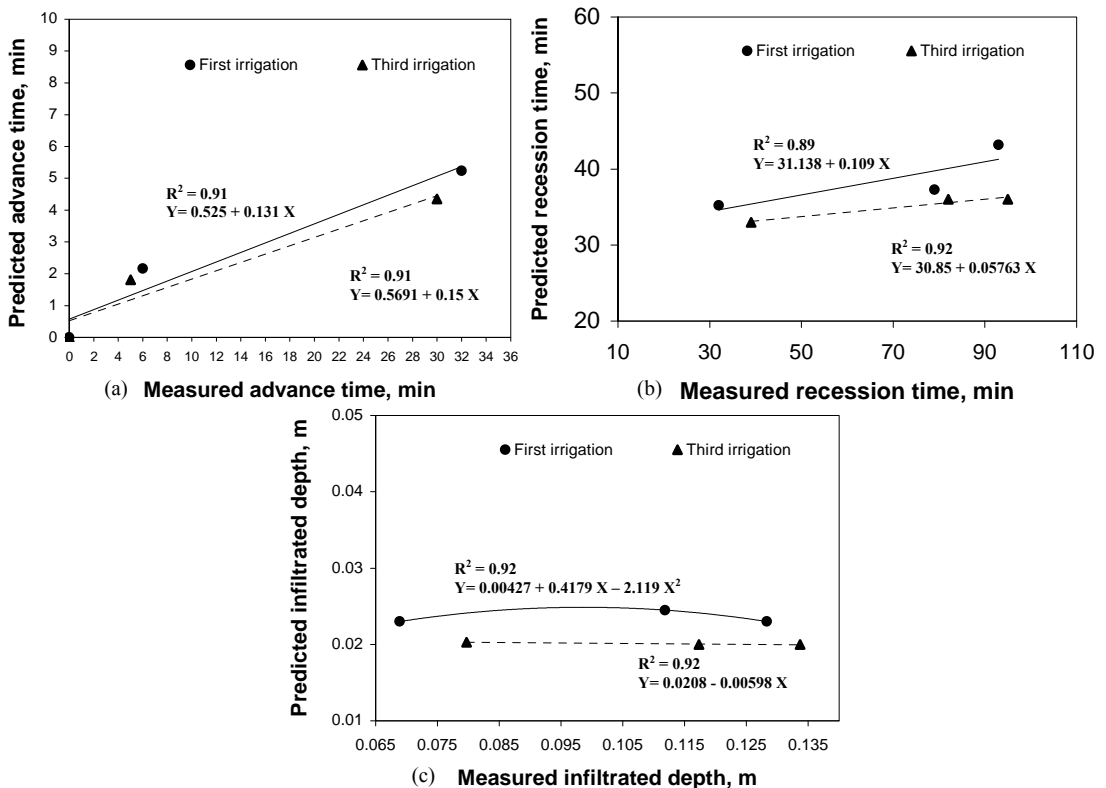 10
9
8
7
6
5
4
3
2
1
0
Predicted advance time, min
First irrigation
Third irrigation
R² = 0.91
Y= 0.525 + 0.131 X
R² = 0.91
Y= 0.5691 + 0.15 X
0 2 4 6 8 10 12 14 16 18 20 22 24 26 28 30 32 34 36
(a) Measured advance time, min
60
50
40
30
20
Predicted recession time, min
First irrigation
Third irrigation
R² = 0.89
Y= 31.138 + 0.109 X
R² = 0.92
Y= 30.85 + 0.05763 X
10 30 50 70 90 110
(b) Measured recession time, min
0.05
0.04
0.03
0.02
0.01
Predicted infiltrated depth, m
First irrigation
Third irrigation
R² = 0.92
Y= 0.00427 + 0.4179 X – 2.119 X²
R² = 0.92
Y= 0.0208 - 0.00598 X
0.065 0.075 0.085 0.095 0.105 0.115 0.125 0.135
(c) Measured infiltrated depth, m